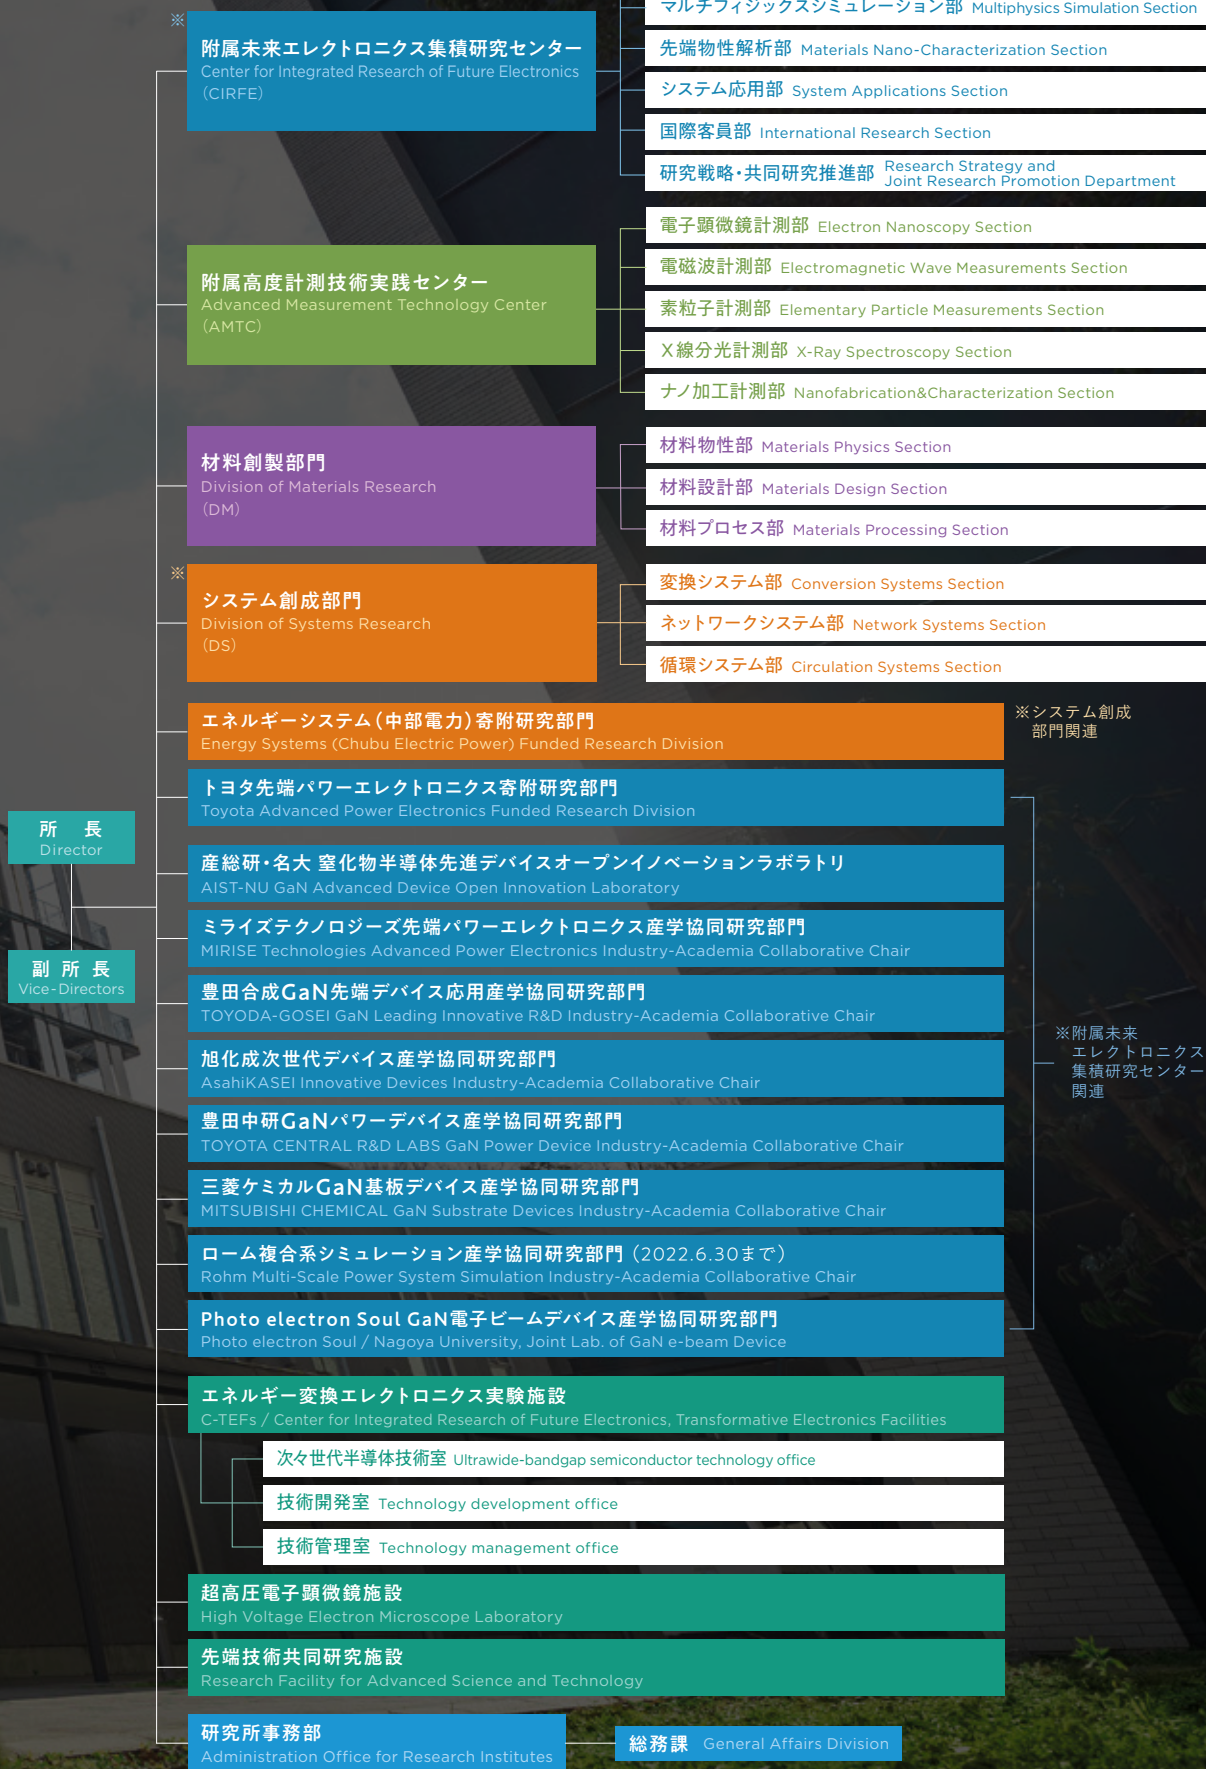 マルチフィジックスシミュレーション部 Multiphysics Simulation Section
※
附属未来エレクトロニクス集積研究センター
Center for Integrated Research of Future Electronics
（CIRFE）
先端物性解析部 Materials Nano-Characterization Section
システム応用部 System Applications Section
国際客員部 International Research Section
研究戦略・共同研究推進部 Research Strategy and
Joint Research Promotion Department
附属高度計測技術実践センター
Advanced Measurement Technology Center
（AMTC）
電子顕微鏡計測部 Electron Nanoscopy Section
電磁波計測部 Electromagnetic Wave Measurements Section
素粒子計測部 Elementary Particle Measurements Section
X線分光計測部 X-Ray Spectroscopy Section
ナノ加工計測部 Nanofabrication&Characterization Section
材料創製部門
Division of Materials Research
（DM）
材料物性部 Materials Physics Section
材料設計部 Materials Design Section
材料プロセス部 Materials Processing Section
※
システム創成部門
Division of Systems Research
（DS）
変換システム部 Conversion Systems Section
ネットワークシステム部 Network Systems Section
循環システム部 Circulation Systems Section
エネルギーシステム（中部電力）寄附研究部門
Energy Systems (Chubu Electric Power) Funded Research Division
※システム創成
部門関連
トヨタ先端パワーエレクトロニクス寄附研究部門
Toyota Advanced Power Electronics Funded Research Division
所 長
Director
副 所 長
Vice-Directors
産総研・名大 窒化物半導体先進デバイスオープンイノベーションラボラトリ
AIST-NU GaN Advanced Device Open Innovation Laboratory
ミライズテクノロジーズ先端パワーエレクトロニクス産学協同研究部門
MIRISE Technologies Advanced Power Electronics Industry-Academia Collaborative Chair
豊田合成GaN先端デバイス応用産学協同研究部門
TOYODA-GOSEI GaN Leading Innovative R&D Industry-Academia Collaborative Chair
旭化成次世代デバイス産学協同研究部門
AsahiKASEI Innovative Devices Industry-Academia Collaborative Chair
豊田中研GaNパワーデバイス産学協同研究部門
TOYOTA CENTRAL R&D LABS GaN Power Device Industry-Academia Collaborative Chair
三菱ケミカルGaN基板デバイス産学協同研究部門
MITSUBISHI CHEMICAL GaN Substrate Devices Industry-Academia Collaborative Chair
ローム複合系シミュレーション産学協同研究部門（2022.6.30まで）
Rohm Multi-Scale Power System Simulation Industry-Academia Collaborative Chair
Photo electron Soul GaN電子ビームデバイス産学協同研究部門
Photo electron Soul / Nagoya University, Joint Lab. of GaN e-beam Device
※附属未来
エレクトロニクス
集積研究センター
関連
エネルギー変換エレクトロニクス実験施設
C-TEFs / Center for Integrated Research of Future Electronics, Transformative Electronics Facilities
次々世代半導体技術室 Ultrawide-bandgap semiconductor technology office
技術開発室 Technology development office
技術管理室 Technology management office
超高圧電子顕微鏡施設
High Voltage Electron Microscope Laboratory
先端技術共同研究施設
Research Facility for Advanced Science and Technology
研究所事務部
Administration Office for Research Institutes
総務課 General Affairs Division